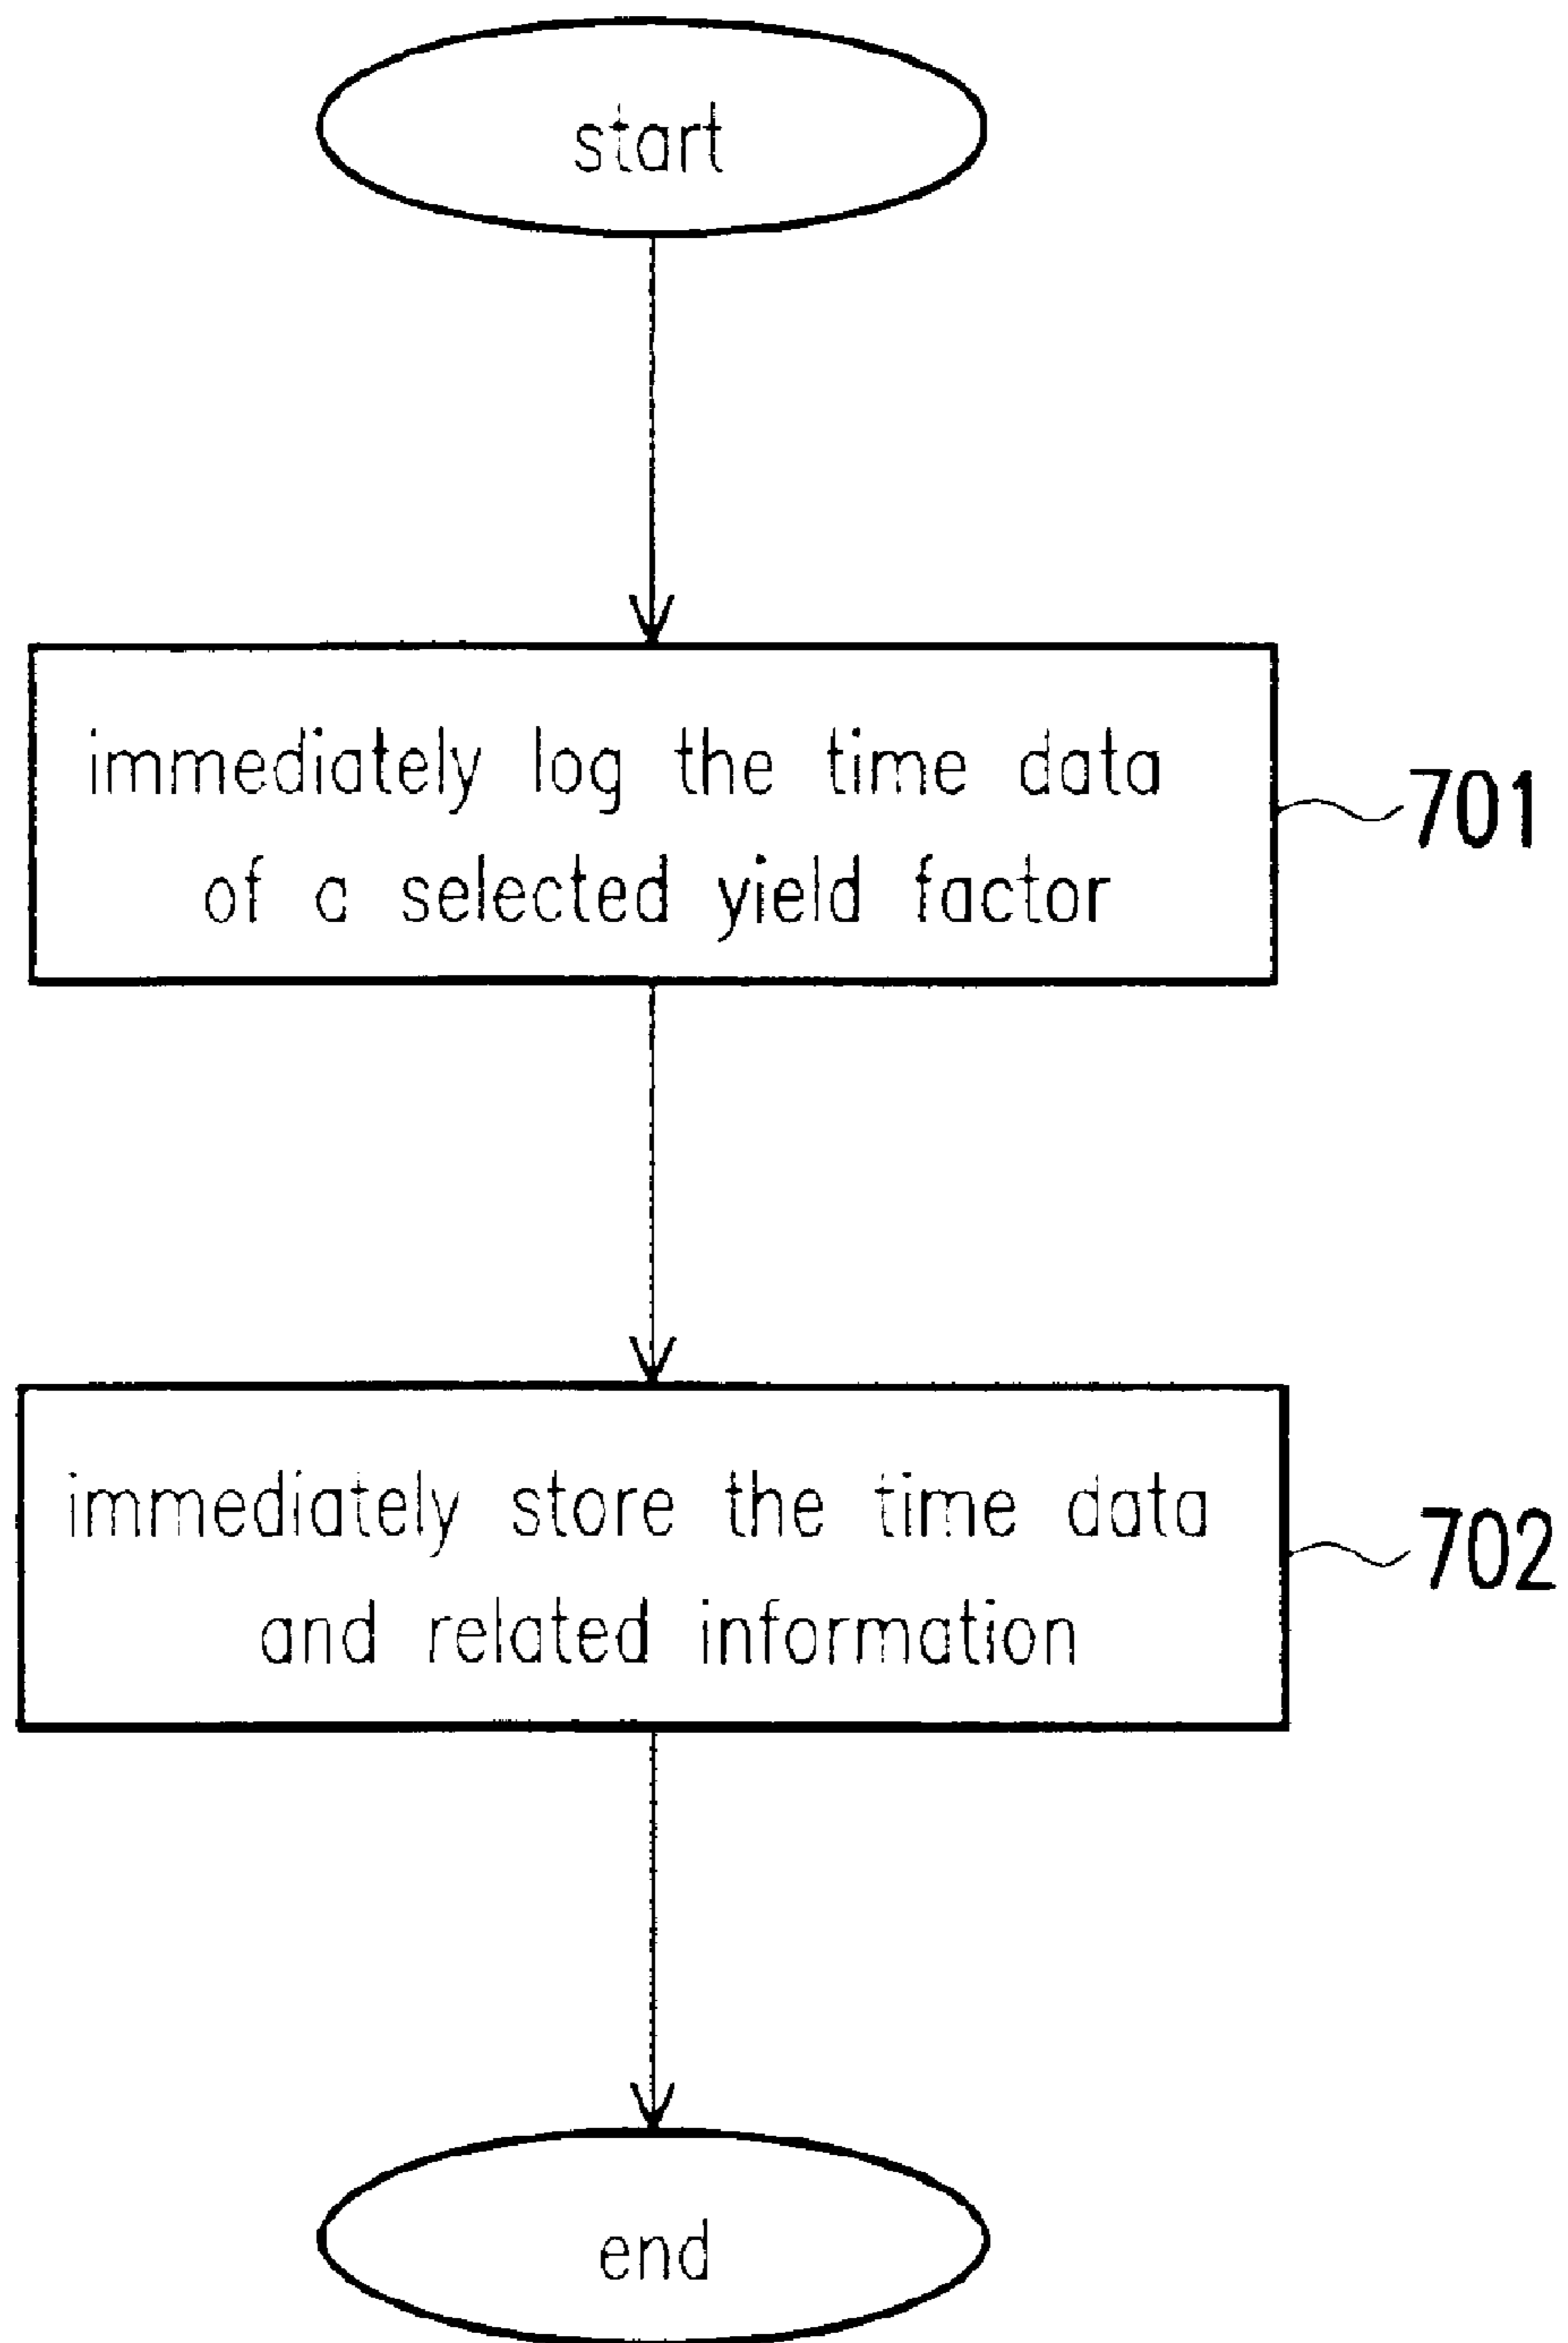 start
immediately log the time data
of a selected yield factor
701
immediately store the time data
and related information
702
end